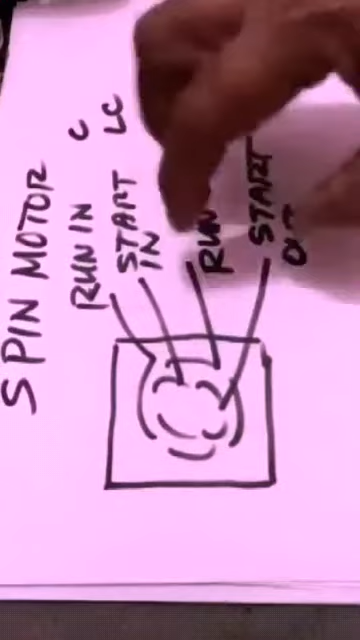 SPIN MOTOR
RUN IN C
START LC
IN
RUN
START